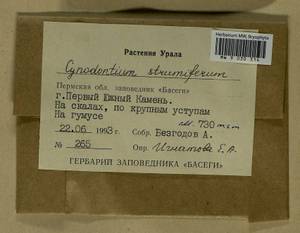 Herbarium MW, Bryophyta
Растения Урала
Cynodontium strumiferum
Пермская обл. заповедник «Басеги»
г.Первый Южный Камень.
На скалах, по крупным уступам
На гумусе
730 m s m
22.06 1993 г Собр. Безгодов А.
№ 265 Опр. Игнатова Е.А.
ГЕРБАРИЙ ЗАПОВЕДНИКА «БАСЕГИ»